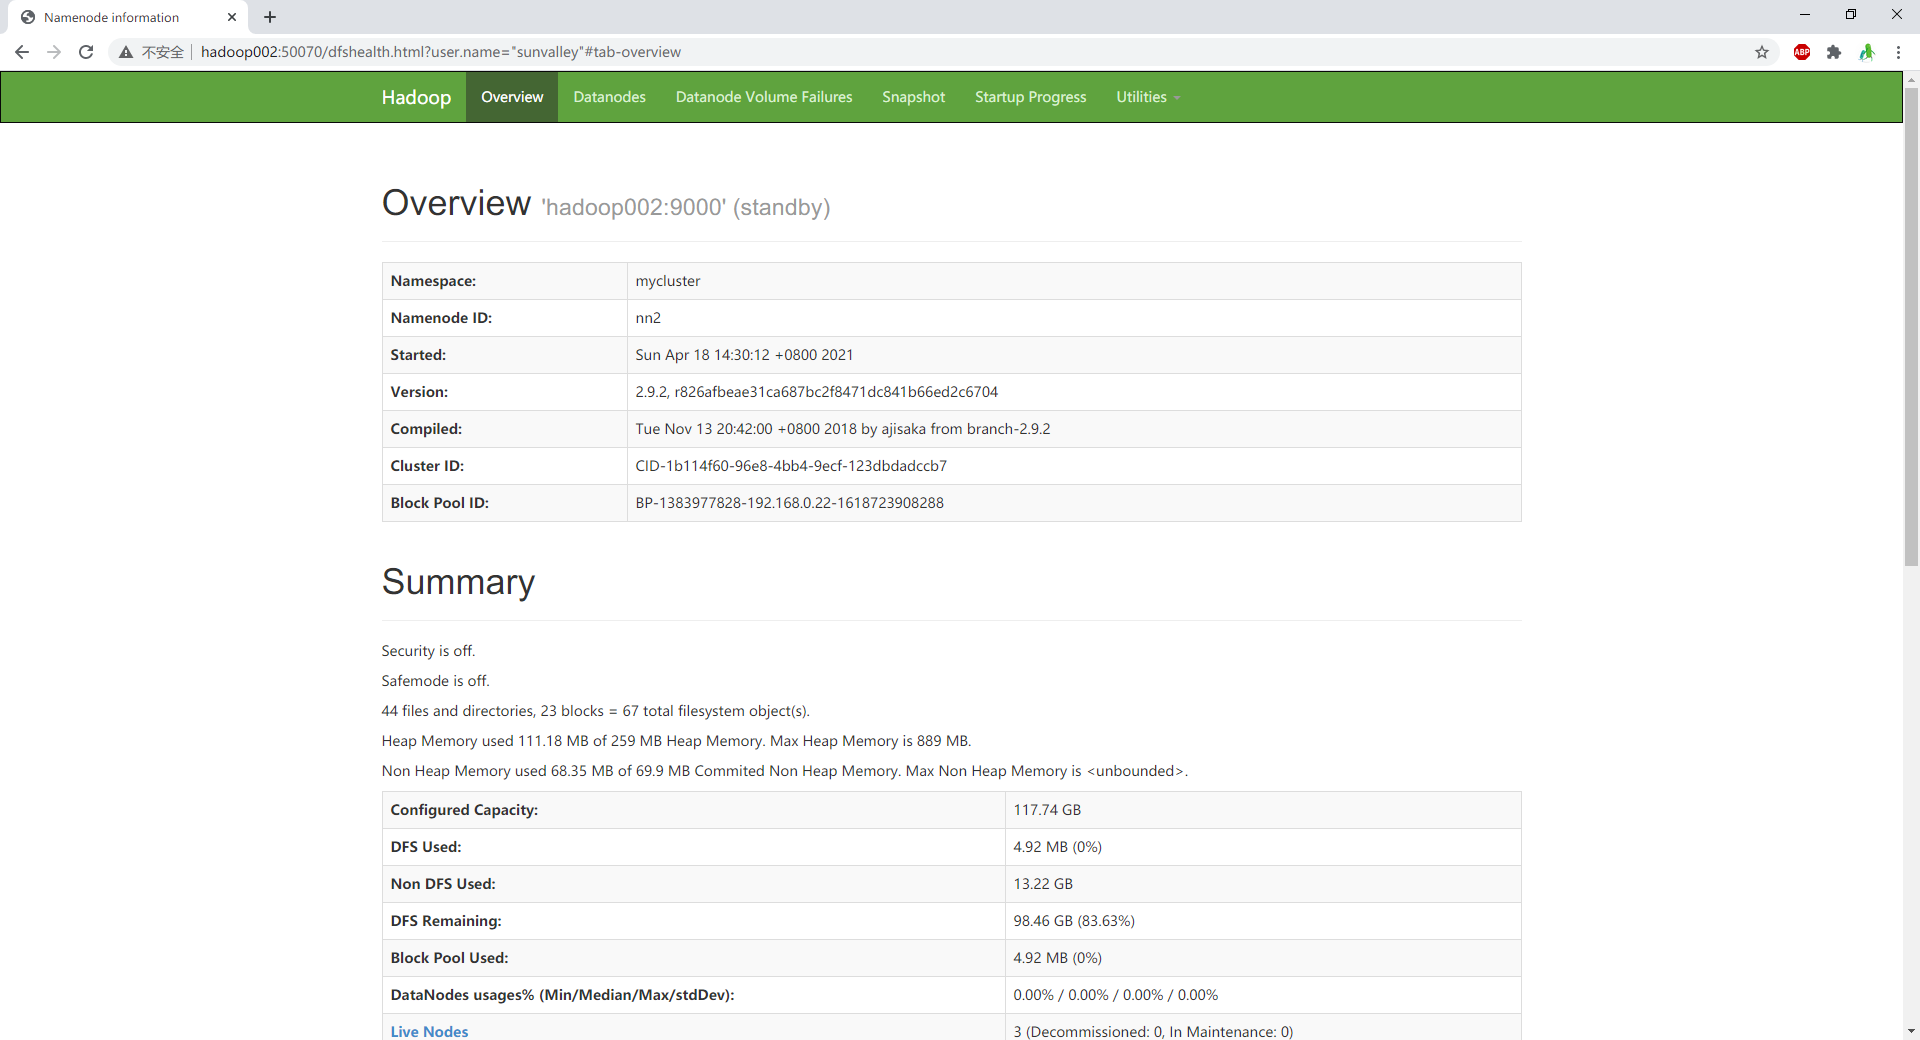 Namenode information
不安全 hadoop002:50070/dfshealth.html?user.name="sunvalley"#tab-overview
ABP
Hadoop Overview Datanodes Datanode Volume Failures Snapshot Startup Progress Utilities
Overview 'hadoop002:9000' (standby)
Namespace: mycluster
Namenode ID: nn2
Started: Sun Apr 18 14:30:12 +0800 2021
Version: 2.9.2, r826afbeae31ca687bc2f8471dc841b66ed2c6704
Compiled: Tue Nov 13 20:42:00 +0800 2018 by ajisaka from branch-2.9.2
Cluster ID: CID-1b114f60-96e8-4bb4-9ecf-123dbdadccb7
Block Pool ID: BP-1383977828-192.168.0.22-1618723908288
Summary
Security is off.
Safemode is off.
44 files and directories, 23 blocks = 67 total filesystem object(s).
Heap Memory used 111.18 MB of 259 MB Heap Memory. Max Heap Memory is 889 MB.
Non Heap Memory used 68.35 MB of 69.9 MB Commited Non Heap Memory. Max Non Heap Memory is <unbounded>.
Configured Capacity: 117.74 GB
DFS Used: 4.92 MB (0%)
Non DFS Used: 13.22 GB
DFS Remaining: 98.46 GB (83.63%)
Block Pool Used: 4.92 MB (0%)
DataNodes usages% (Min/Median/Max/stdDev): 0.00% / 0.00% / 0.00% / 0.00%
Live Nodes 3 (Decommissioned: 0, In Maintenance: 0)